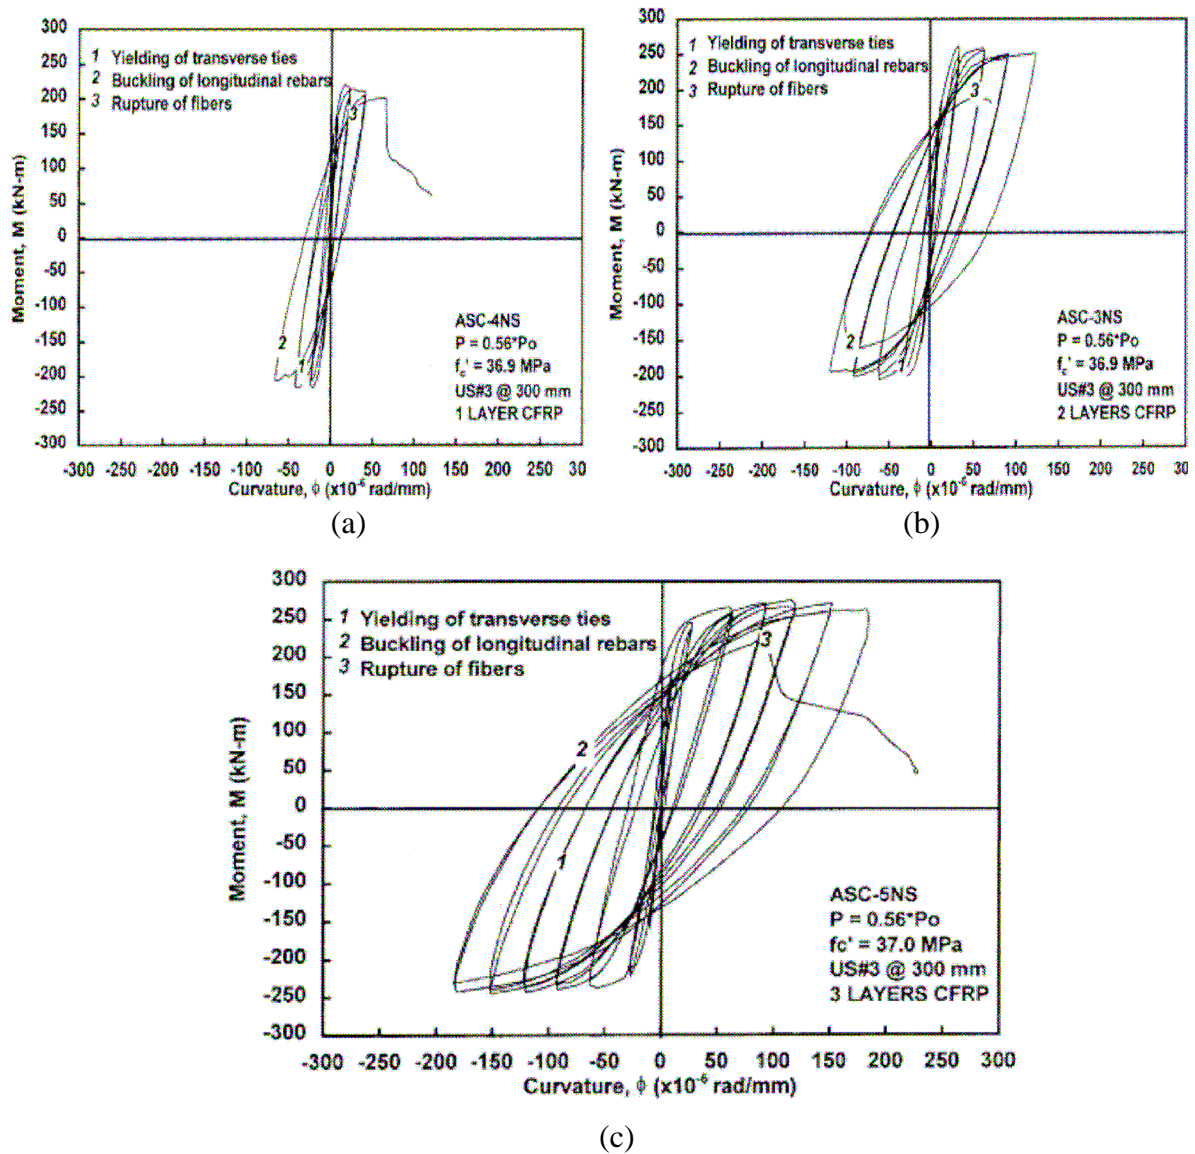 300
250
200
150
100
50
0
-50
-100
-150
-200
-250
-300
Moment, M (kN-m)
1 Yielding of transverse ties
2 Buckling of longitudinal rebars
3 Rupture of fibers
3
2
1
ASC-4NS
P = 0.56*Po
fc' = 36.9 MPa
US#3 @ 300 mm
1 LAYER CFRP
-300 -250 -200 -150 -100 -50 0 50 100 150 200 250 30
Curvature, ϕ (x10-6 rad/mm)
(a)
300
250
200
150
100
50
0
-50
-100
-150
-200
-250
-300
Moment, M (kN-m)
1 Yielding of transverse ties
2 Buckling of longitudinal rebars
3 Rupture of fibers
3
2
1
ASC-3NS
P = 0.56*Po
fc' = 36.9 MPa
US#3 @ 300 mm
2 LAYERS CFRP
-300 -250 -200 -150 -100 -50 0 50 100 150 200 250 30
Curvature, ϕ (x10-6 rad/mm)
(b)
300
250
200
150
100
50
0
-50
-100
-150
-200
-250
-300
Moment, M (kN-m)
1 Yielding of transverse ties
2 Buckling of longitudinal rebars
3 Rupture of fibers
3
2
1
ASC-5NS
P = 0.56*Po
fc' = 37.0 MPa
US#3 @ 300 mm
3 LAYERS CFRP
-300 -250 -200 -150 -100 -50 0 50 100 150 200 250 300
Curvature, ϕ (x10-6 rad/mm)
(c)